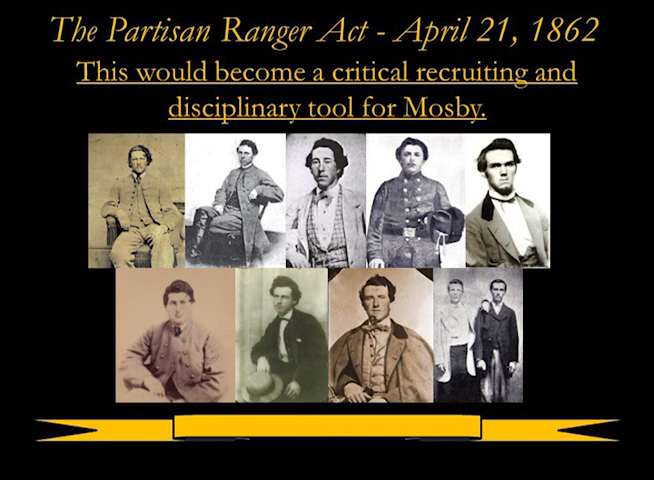 The Partisan Ranger Act - April 21, 1862
This would become a critical recruiting and
disciplinary tool for Mosby.